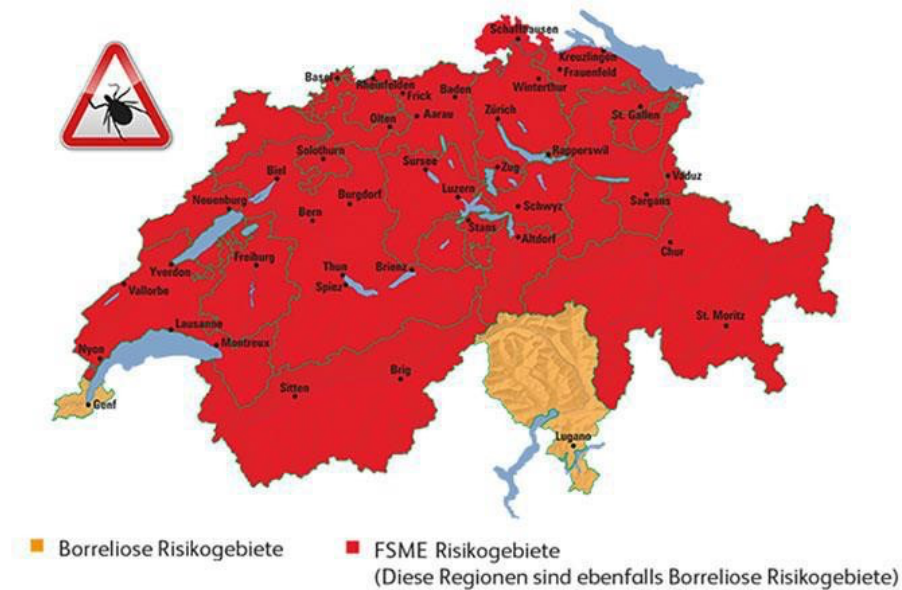 Schaffhausen
Kreuzlingen
Frauenfeld
Basel
Rheinfelden
Frick
Baden
Winterthur
Zürich
St. Gallen
Olten
Aarau
Solothurn
Sursee
Rapperswil
Biel
Zug
Vaduz
Neuenburg
Burgdorf
Luzern
Sargans
Bern
Schwyz
Stans
Altdorf
Chur
Freiburg
Yverdon
Thun
Brienz
Vallorbe
Spiez
Lausanne
Montreux
St. Moritz
Nyon
Brig
Sitten
Genf
Lugano
Borreliose Risikogebiete
FSME Risikogebiete
(Diese Regionen sind ebenfalls Borreliose Risikogebiete)